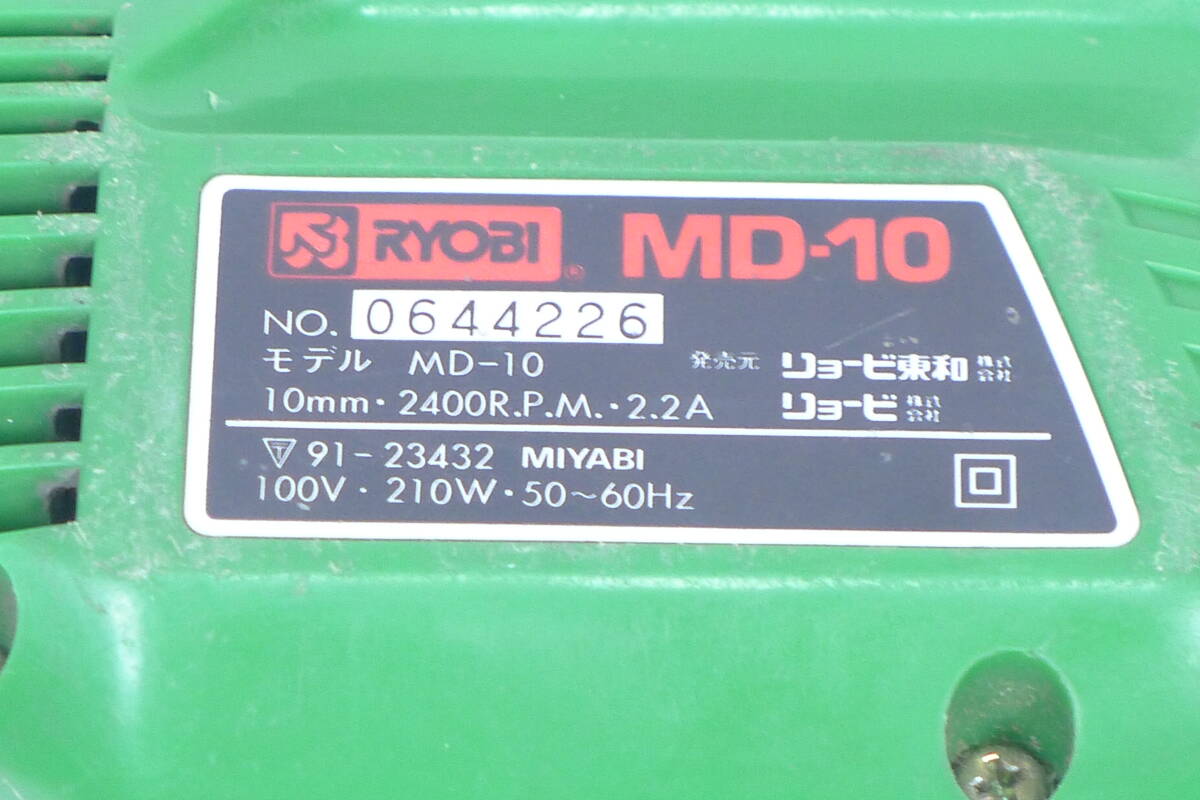 RYOBI® MD-10
NO. 0644226
モデル MD-10 発売元 リョービ東和株式会社
10mm・2400R.P.M.・2.2A リョービ株式会社
〒91-23432 MIYABI
100V・210W・50~60Hz